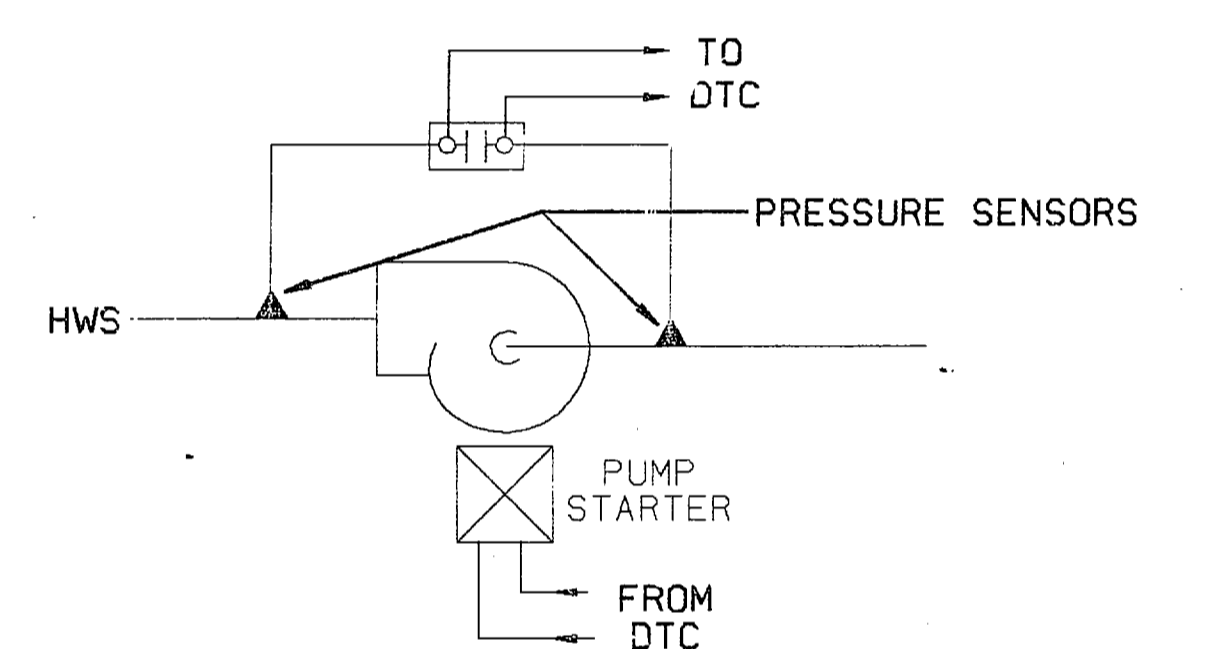 TO
DTC
PRESSURE SENSORS
HWS
PUMP
STARTER
FROM
DTC